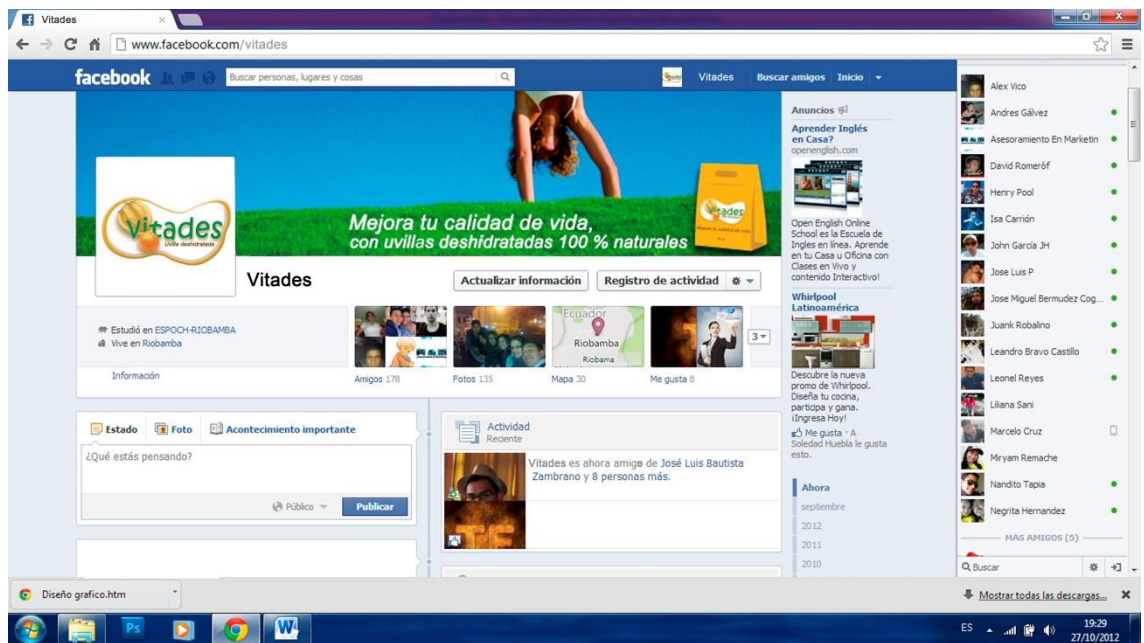 Vitades
www.facebook.com/vitades
facebook
Buscar personas, lugares y cosas
Vitades
Buscar amigos
Inicio
Vitades
Uvilla deshidratada
Mejora tu calidad de vida,
con uvillas deshidratadas 100 % naturales
Vitades
Vitades
Actualizar información
Registro de actividad
Estudió en ESPOCH-RIOBAMBA
Vive en Riobamba
Información
Amigos 178
Fotos 135
Ecuador
Riobamba
Riobama
Mapa 30
Me gusta 8
3
Estado
Foto
Acontecimiento importante
¿Qué estás pensando?
Público
Publicar
Actividad
Reciente
Vitades es ahora amigo de José Luis Bautista
Zambrano y 8 personas más.
TE
Anuncios
Aprender Inglés
en Casa?
openenglish.com
Open English Online
School es la Escuela de
Ingles en línea. Aprende
en tu Casa u Oficina con
Clases en Vivo y
contenido Interactivo!
Whirlpool
Latinoamérica
Descubre la nueva
promo de Whirlpool.
Diseña tu cocina,
participa y gana.
¡Ingresa Hoy!
Me gusta · A
Soledad Huebla le gusta
esto.
Ahora
septiembre
2012
2011
2010
Alex Vico
Andres Gálvez
Asesoramiento En Marketin
David Romeróf
Henry Pool
Isa Carrión
John García JH
Jose Luis P
Jose Miguel Bermudez Cog...
Juank Robalino
Leandro Bravo Castillo
Leonel Reyes
Liliana Sani
Marcelo Cruz
Miryam Remache
Nandito Tapia
Negrita Hernandez
MÁS AMIGOS (5)
Buscar
Diseño grafico.htm
Mostrar todas las descargas...
Ps
W
ES
19:29
27/10/2012